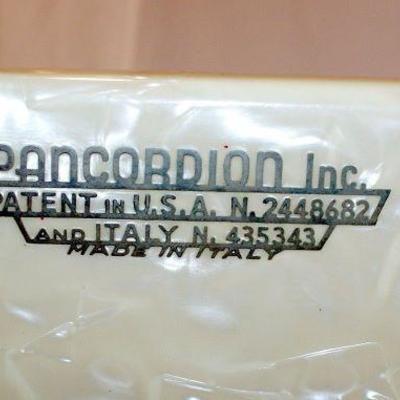 PANCORDION Inc.
PATENT IN U.S.A. N. 2448682
AND ITALY N. 435343
MADE IN ITALY